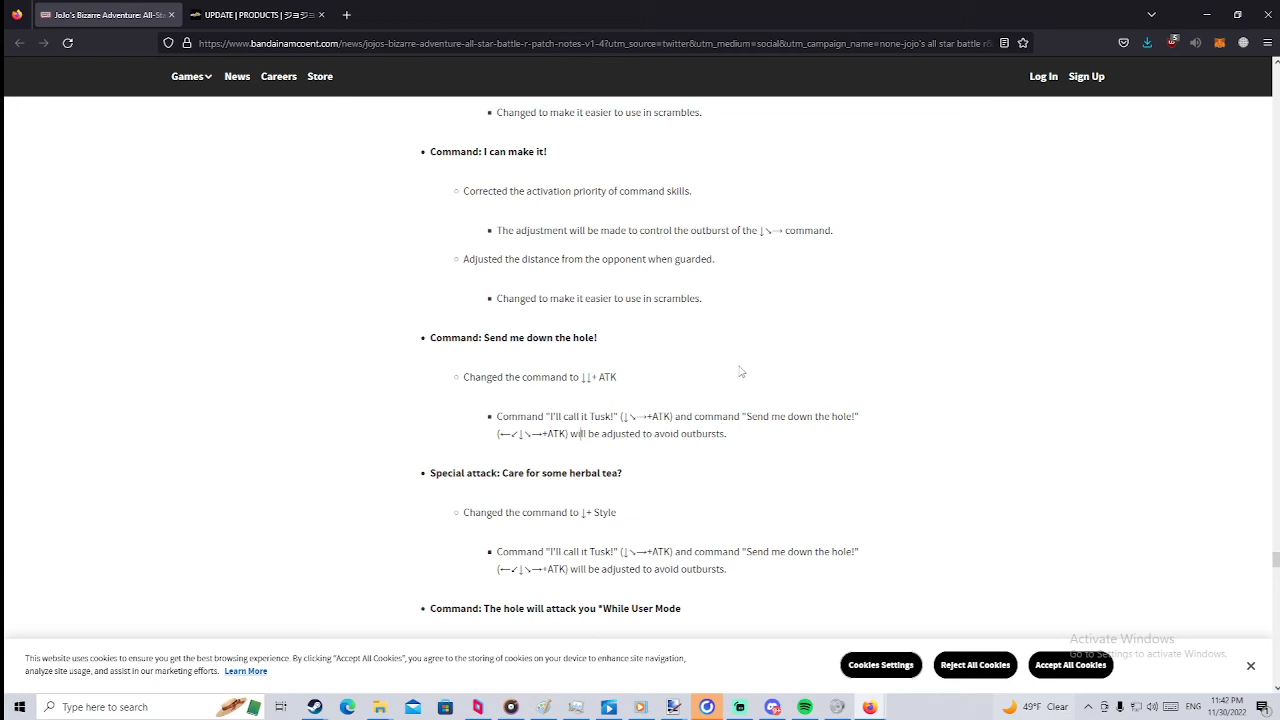 JoJo's Bizarre Adventure: All-Sta
UPDATE | PRODUCTS | ジョジ
https://www.bandainamcoent.com/news/jojos-bizarre-adventure-all-star-battle-r-patch-notes-v1-4?utm_source=twitter&utm_medium=social&utm_campaign_name=none-jojo's all star battle r&
Games News Careers Store Log In Sign Up
▪ Changed to make it easier to use in scrambles.
• Command: I can make it!
○ Corrected the activation priority of command skills.
▪ The adjustment will be made to control the outburst of the ↓↘→ command.
○ Adjusted the distance from the opponent when guarded.
▪ Changed to make it easier to use in scrambles.
• Command: Send me down the hole!
○ Changed the command to ↓↓+ ATK
▪ Command "I'll call it Tusk!" (↓↘→+ATK) and command "Send me down the hole!"
(←↙↓↘→+ATK) will be adjusted to avoid outbursts.
• Special attack: Care for some herbal tea?
○ Changed the command to ↓+ Style
▪ Command "I'll call it Tusk!" (↓↘→+ATK) and command "Send me down the hole!"
(←↙↓↘→+ATK) will be adjusted to avoid outbursts.
• Command: The hole will attack you *While User Mode
This website uses cookies to ensure you get the best browsing experience. By clicking "Accept All Cookies", you agree to the storing of cookies on your device to enhance site navigation,
analyze site usage, and assist in our marketing efforts. Learn More
Cookies Settings Reject All Cookies Accept All Cookies
Activate Windows
Go to Settings to activate Windows.
Type here to search
49°F Clear
ENG
11:42 PM
11/30/2022